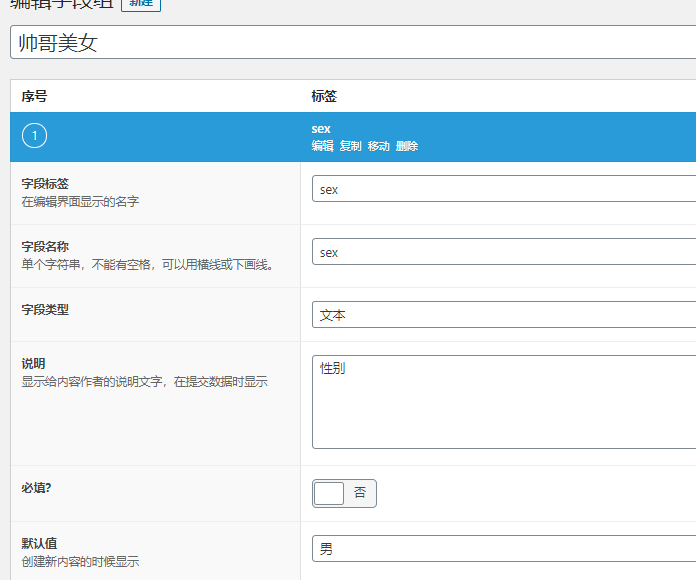 编辑字段组 新建
帅哥美女
序号 标签
1 sex
编辑 复制 移动 删除
字段标签 sex
在编辑界面显示的名字
字段名称 sex
单个字符串，不能有空格，可以用横线或下画线。
字段类型 文本
说明 性别
显示给内容作者的说明文字，在提交数据时显示
必填? 否
默认值 男
创建新内容的时候显示